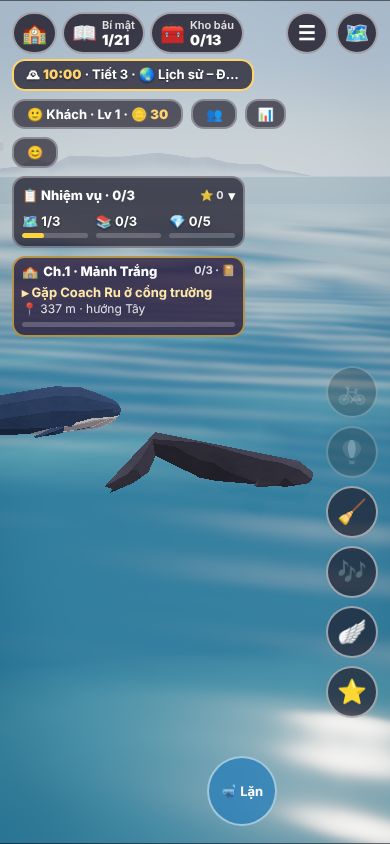 Bí mật
1/21
Kho báu
0/13
10:00 · Tiết 3 · Lịch sử – Đ...
Khách · Lv 1 · 30
Nhiệm vụ · 0/3
0 ▾
1/3
0/3
0/5
Ch.1 · Mảnh Trắng
0/3 ·
▸ Gặp Coach Ru ở cổng trường
337 m · hướng Tây
Lặn